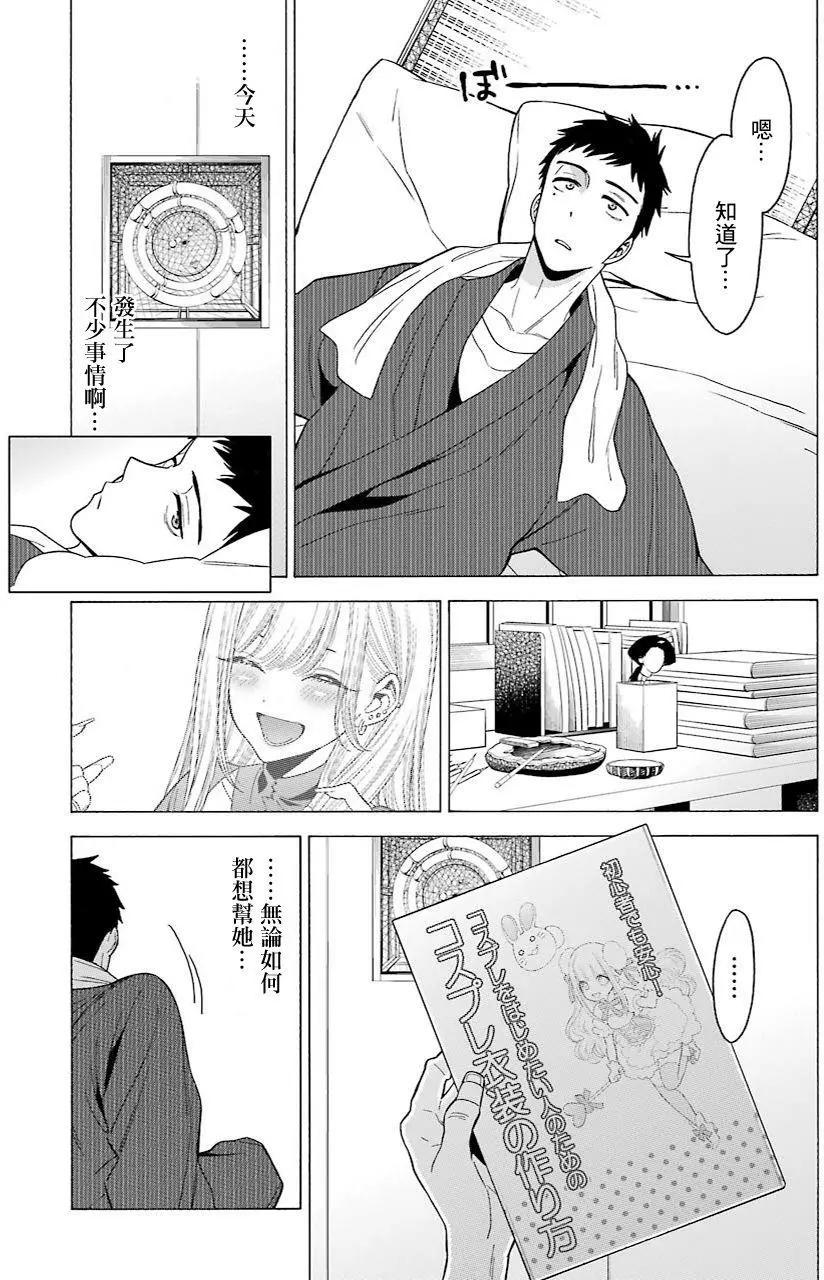 嗯…
知道了…
ぼー…
……今天
發生了
不少事情啊…
……
初心者でも安心！
コスプレをはじめたい人のための
コスプレ衣装の作り方
……無論如何
都想幫她…